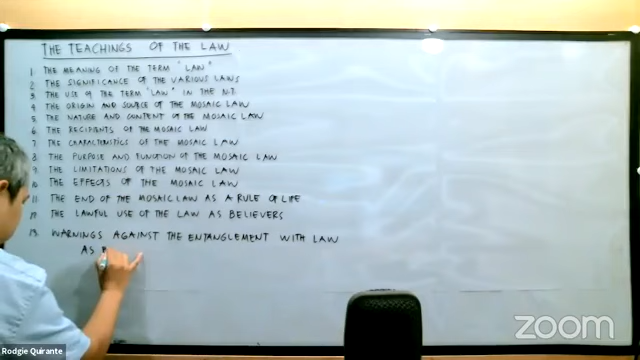 THE TEACHINGS OF THE LAW
1. THE MEANING OF THE TERM "LAW"
2 THE SIGNIFICANCE OF THE VARIOUS LAWS
3. THE USE OF THE TERM "LAW" IN THE N.T.
4 THE ORIGIN AND SOURCE OF THE MOSAIC LAW
5. THE NATURE AND CONTENT OF THE MOSAIC LAW
6 THE RECIPIENTS OF THE MOSAIC LAW
7 THE CHARACTERISTICS OF THE MOSAIC LAW
8 THE PURPOSE AND FUNCTION OF THE MOSAIC LAW
9 THE LIMITATIONS OF THE MOSAIC LAW
10 THE EFFECTS OF THE MOSAIC LAW
11 THE END OF THE MOSAIC LAW AS A RULE OF LIFE
12 THE LAWFUL USE OF THE LAW AS BELIEVERS
13. WARNINGS AGAINST THE ENTANGLEMENT WITH LAW
AS
Rodgie Quirante
zoom